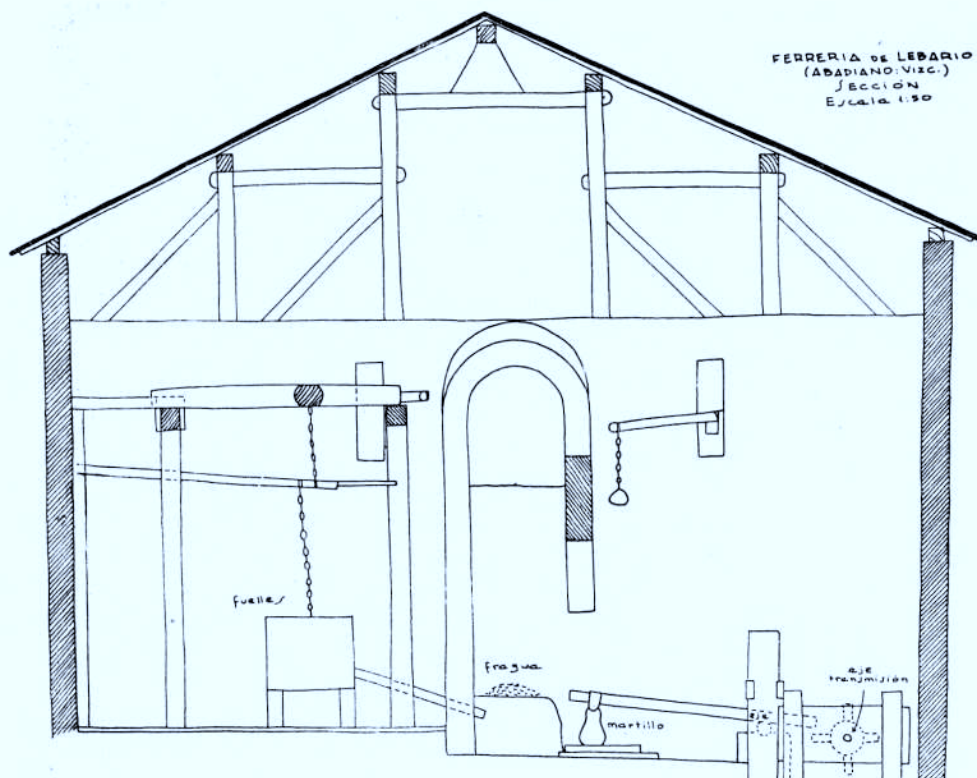 FERRERIA DE LEBARIO
(ABADIANO: VIZC.)
SECCIÓN
Escala 1:50
fuelles
fragua
martillo
eje
eje
transmisión